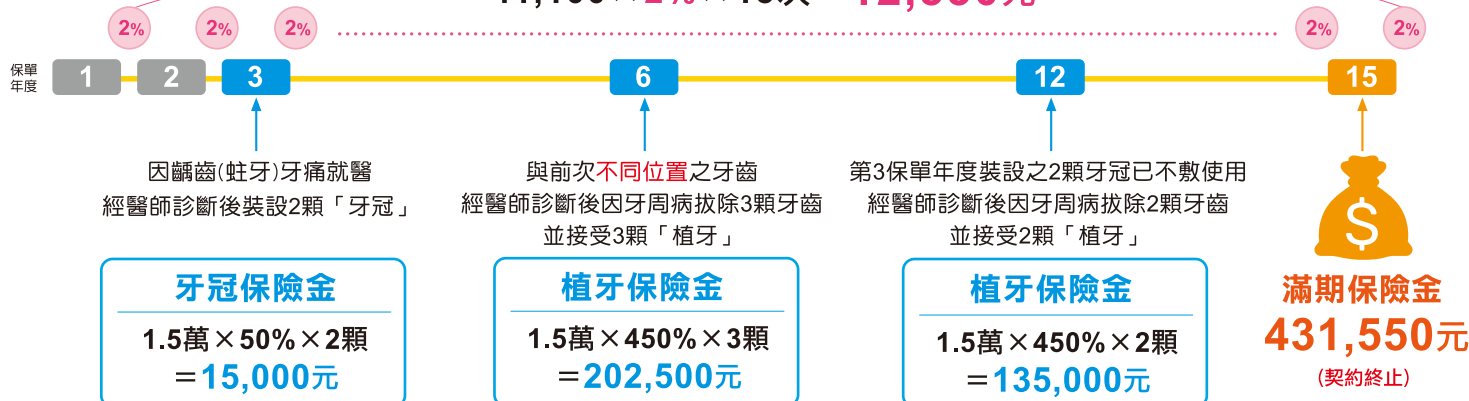 2% 2% 2% 2% 2%
保單
年度
1 2 3 6 12 15
因齲齒(蛀牙)牙痛就醫
經醫師診斷後裝設2顆「牙冠」
牙冠保險金
1.5萬×50%×2顆
=15,000元
與前次不同位置之牙齒
經醫師診斷後因牙周病拔除3顆牙齒
並接受3顆「植牙」
植牙保險金
1.5萬×450%×3顆
=202,500元
第3保單年度裝設之2顆牙冠已不敷使用
經醫師診斷後因牙周病拔除2顆牙齒
並接受2顆「植牙」
植牙保險金
1.5萬×450%×2顆
=135,000元
$
滿期保險金
431,550元
(契約終止)